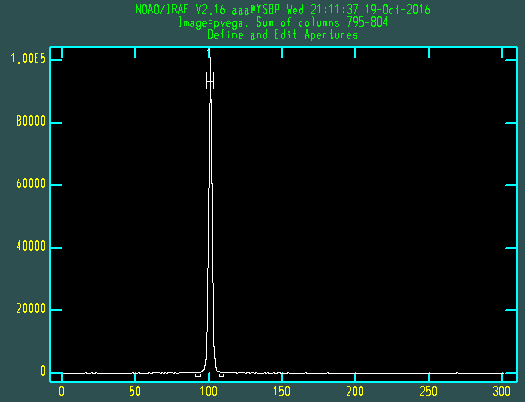 NOAO/IRAF V2.16 aaa@YSBP Wed 21:11:37 19-Oct-2016
Image=pvega, Sum of columns 795-804
Define and Edit Apertures
1.00E5
80000
60000
40000
20000
0
0 50 100 150 200 250 300